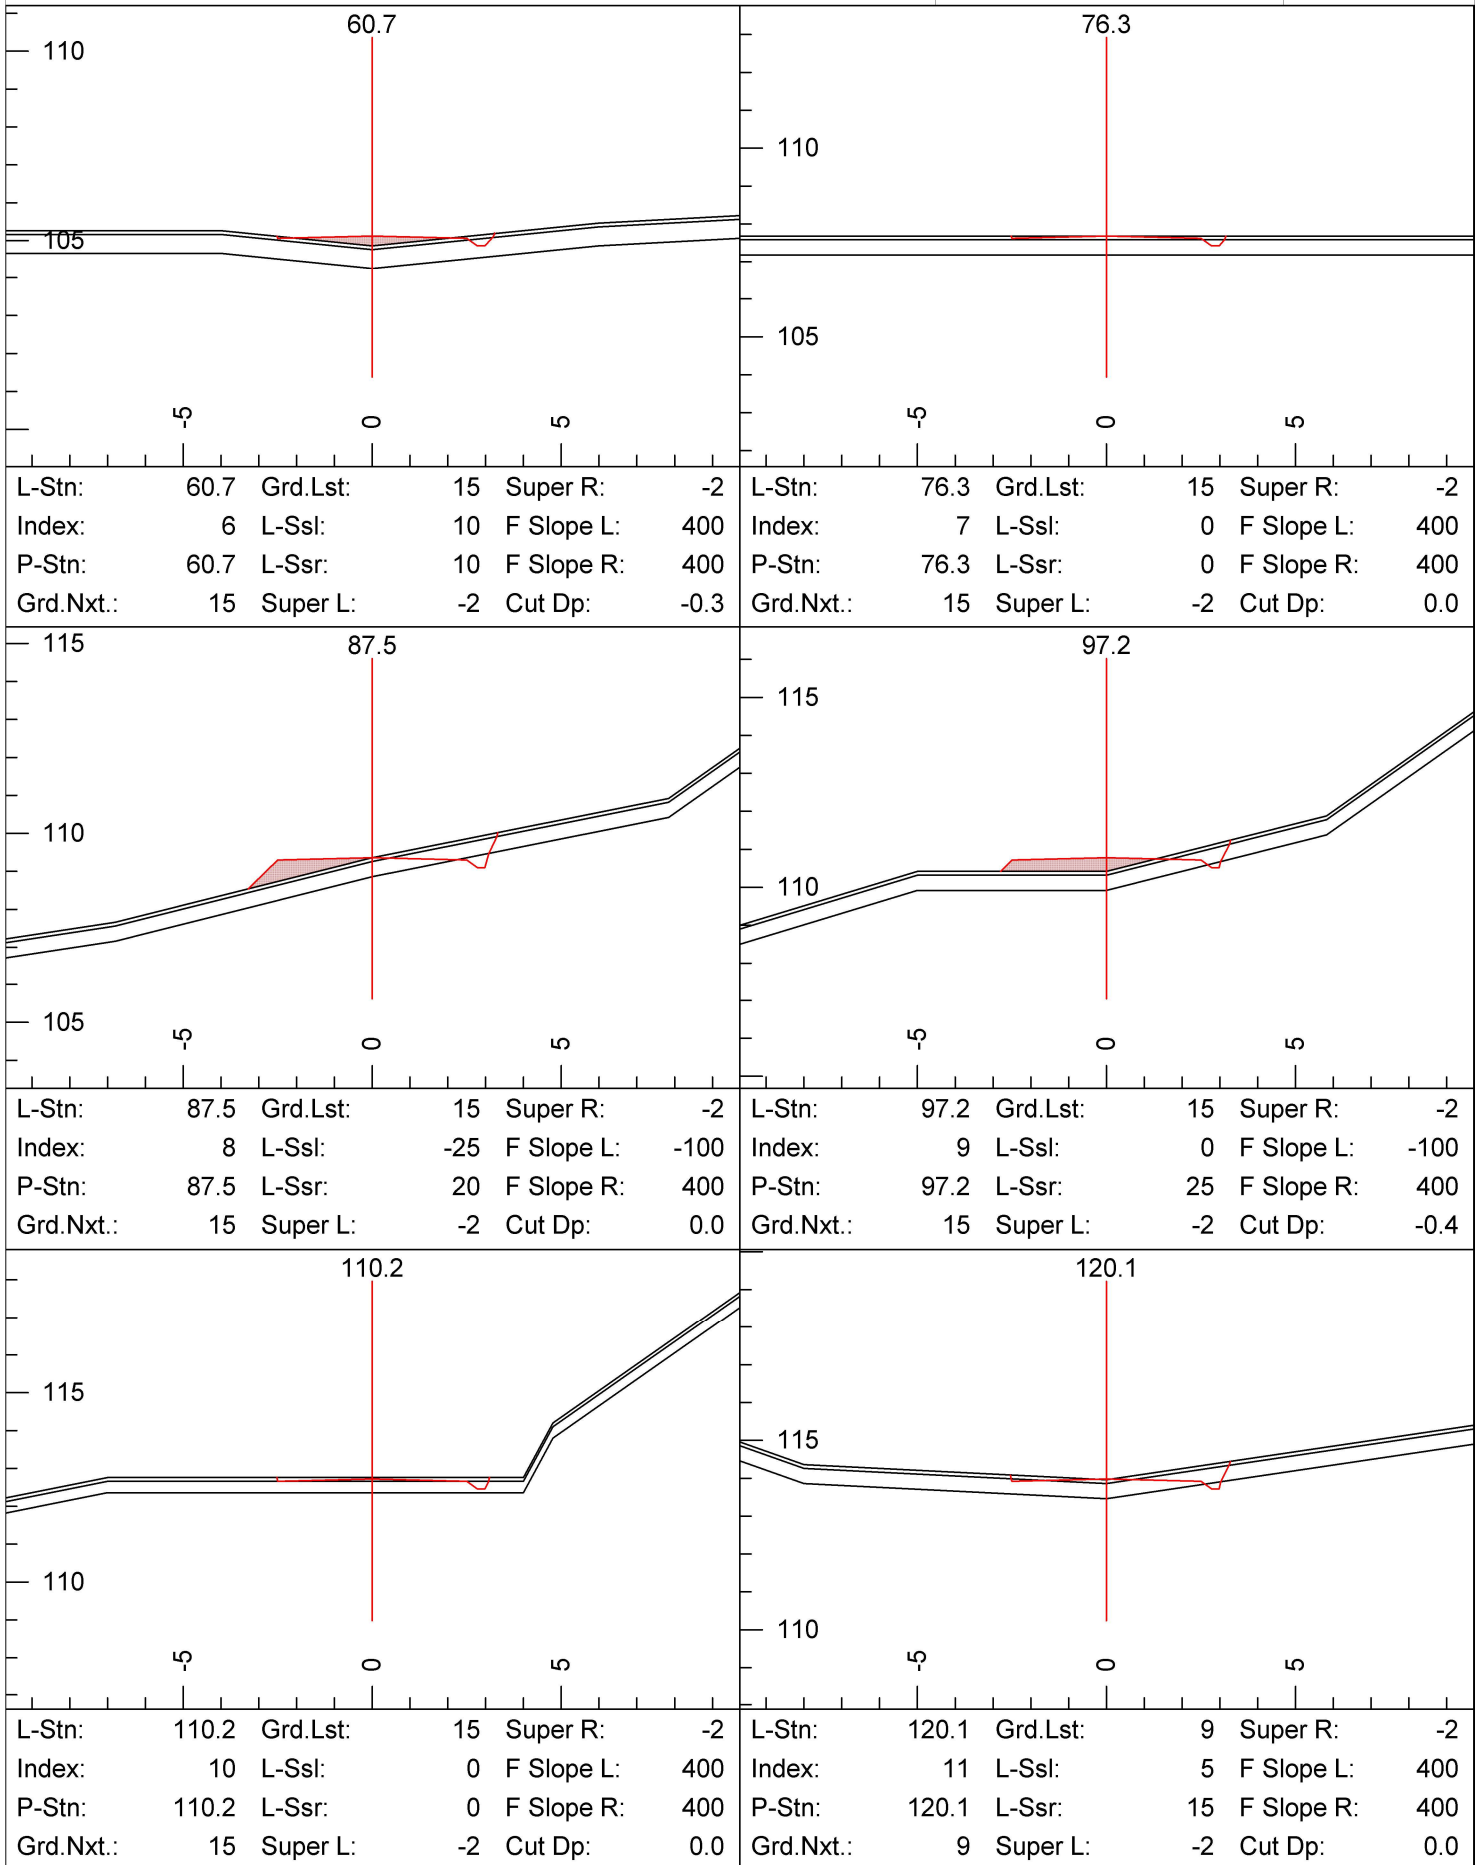 60.7
110
105
-5 0 5
L-Stn: 60.7 Grd.Lst: 15 Super R: -2
Index: 6 L-Ssl: 10 F Slope L: 400
P-Stn: 60.7 L-Ssr: 10 F Slope R: 400
Grd.Nxt.: 15 Super L: -2 Cut Dp: -0.3
76.3
110
105
-5 0 5
L-Stn: 76.3 Grd.Lst: 15 Super R: -2
Index: 7 L-Ssl: 0 F Slope L: 400
P-Stn: 76.3 L-Ssr: 0 F Slope R: 400
Grd.Nxt.: 15 Super L: -2 Cut Dp: 0.0
87.5
115
110
105
-5 0 5
L-Stn: 87.5 Grd.Lst: 15 Super R: -2
Index: 8 L-Ssl: -25 F Slope L: -100
P-Stn: 87.5 L-Ssr: 20 F Slope R: 400
Grd.Nxt.: 15 Super L: -2 Cut Dp: 0.0
97.2
115
110
-5 0 5
L-Stn: 97.2 Grd.Lst: 15 Super R: -2
Index: 9 L-Ssl: 0 F Slope L: -100
P-Stn: 97.2 L-Ssr: 25 F Slope R: 400
Grd.Nxt.: 15 Super L: -2 Cut Dp: -0.4
110.2
115
110
-5 0 5
L-Stn: 110.2 Grd.Lst: 15 Super R: -2
Index: 10 L-Ssl: 0 F Slope L: 400
P-Stn: 110.2 L-Ssr: 0 F Slope R: 400
Grd.Nxt.: 15 Super L: -2 Cut Dp: 0.0
120.1
115
110
-5 0 5
L-Stn: 120.1 Grd.Lst: 9 Super R: -2
Index: 11 L-Ssl: 5 F Slope L: 400
P-Stn: 120.1 L-Ssr: 15 F Slope R: 400
Grd.Nxt.: 9 Super L: -2 Cut Dp: 0.0